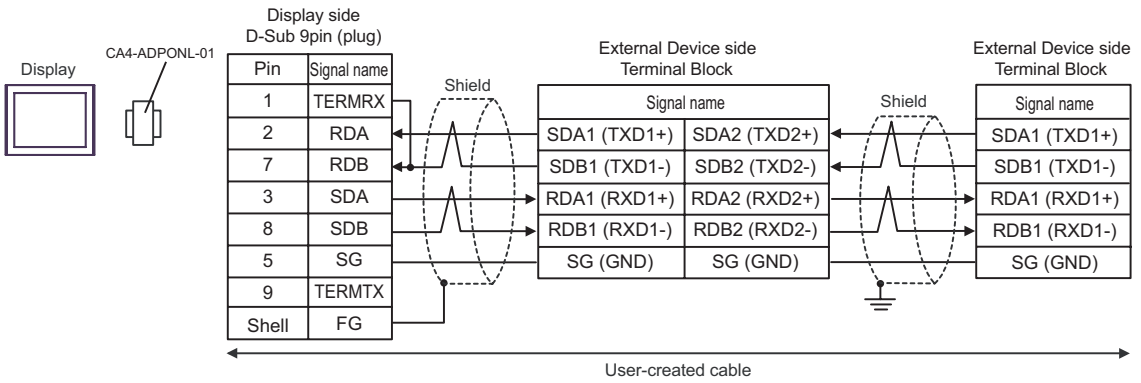 Display side
D-Sub 9pin (plug)
CA4-ADPONL-01
Display
External Device side
Terminal Block
External Device side
Terminal Block
Pin Signal name
Shield
Signal name
Shield
Signal name
1 TERMRX
2 RDA SDA1 (TXD1+) SDA2 (TXD2+) SDA1 (TXD1+)
7 RDB SDB1 (TXD1-) SDB2 (TXD2-) SDB1 (TXD1-)
3 SDA RDA1 (RXD1+) RDA2 (RXD2+) RDA1 (RXD1+)
8 SDB RDB1 (RXD1-) RDB2 (RXD2-) RDB1 (RXD1-)
5 SG SG (GND) SG (GND) SG (GND)
9 TERMTX
Shell FG
User-created cable